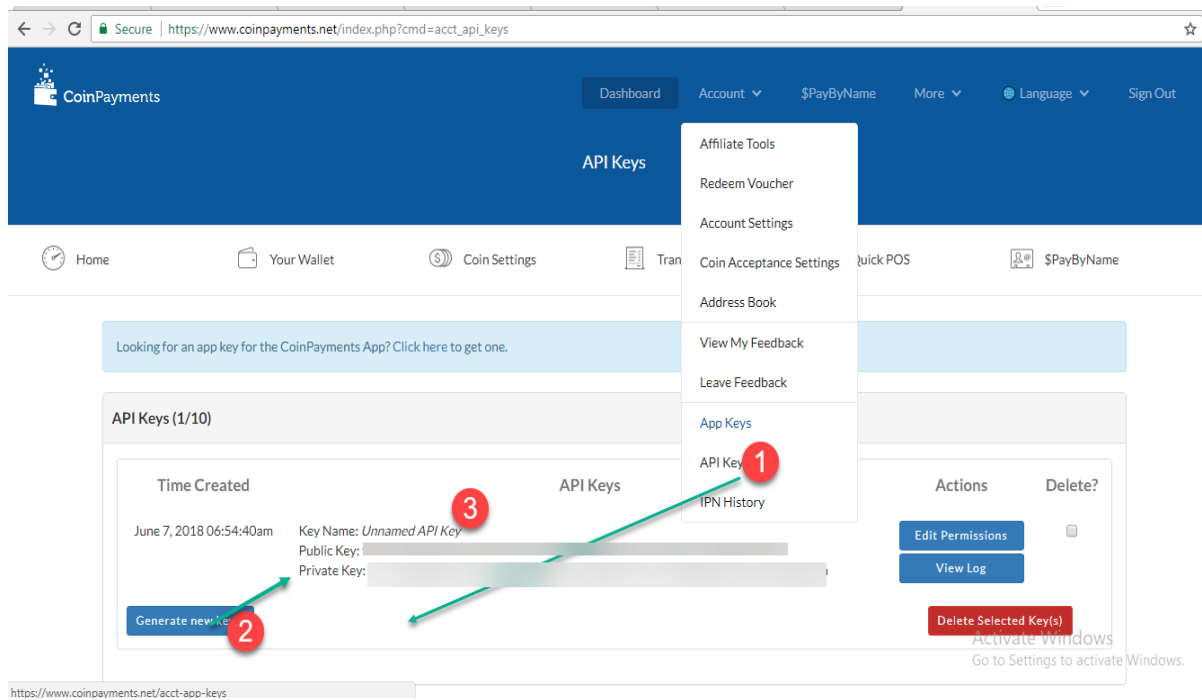 Secure | https://www.coinpayments.net/index.php?cmd=acct_api_keys
CoinPayments
Dashboard Account $PayByName More Language Sign Out
API Keys
Affiliate Tools
Redeem Voucher
Account Settings
Coin Acceptance Settings
Address Book
View My Feedback
Leave Feedback
App Keys
API Key
1
IPN History
Home Your Wallet Coin Settings Tran Quick POS $PayByName
Looking for an app key for the CoinPayments App? Click here to get one.
API Keys (1/10)
Time Created API Keys Actions Delete?
3
June 7, 2018 06:54:40am Key Name: Unnamed API Key Edit Permissions
Public Key:
Private Key: View Log
Generate new key Delete Selected Key(s)
2
Activate Windows
Go to Settings to activate Windows.
https://www.coinpayments.net/acct-app-keys